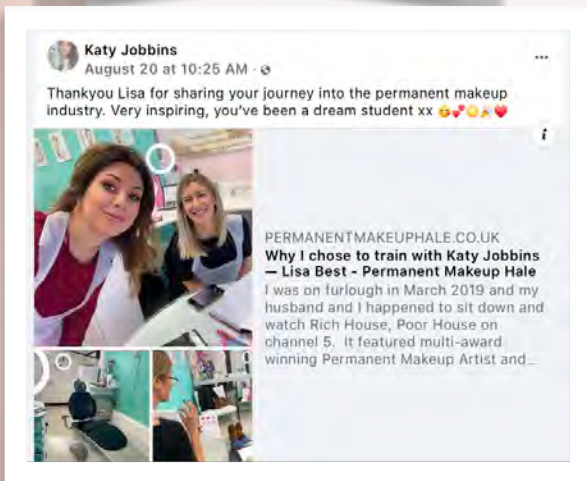 Katy Jobbins
August 20 at 10:25 AM ·
Thankyou Lisa for sharing your journey into the permanent makeup
industry. Very inspiring, you've been a dream student xx 🥳💕😳🎉❤️
PERMANENTMAKEUPHALE.CO.UK
Why I chose to train with Katy Jobbins
— Lisa Best - Permanent Makeup Hale
I was on furlough in March 2019 and my
husband and I happened to sit down and
watch Rich House, Poor House on
channel 5. It featured multi-award
winning Permanent Makeup Artist and...